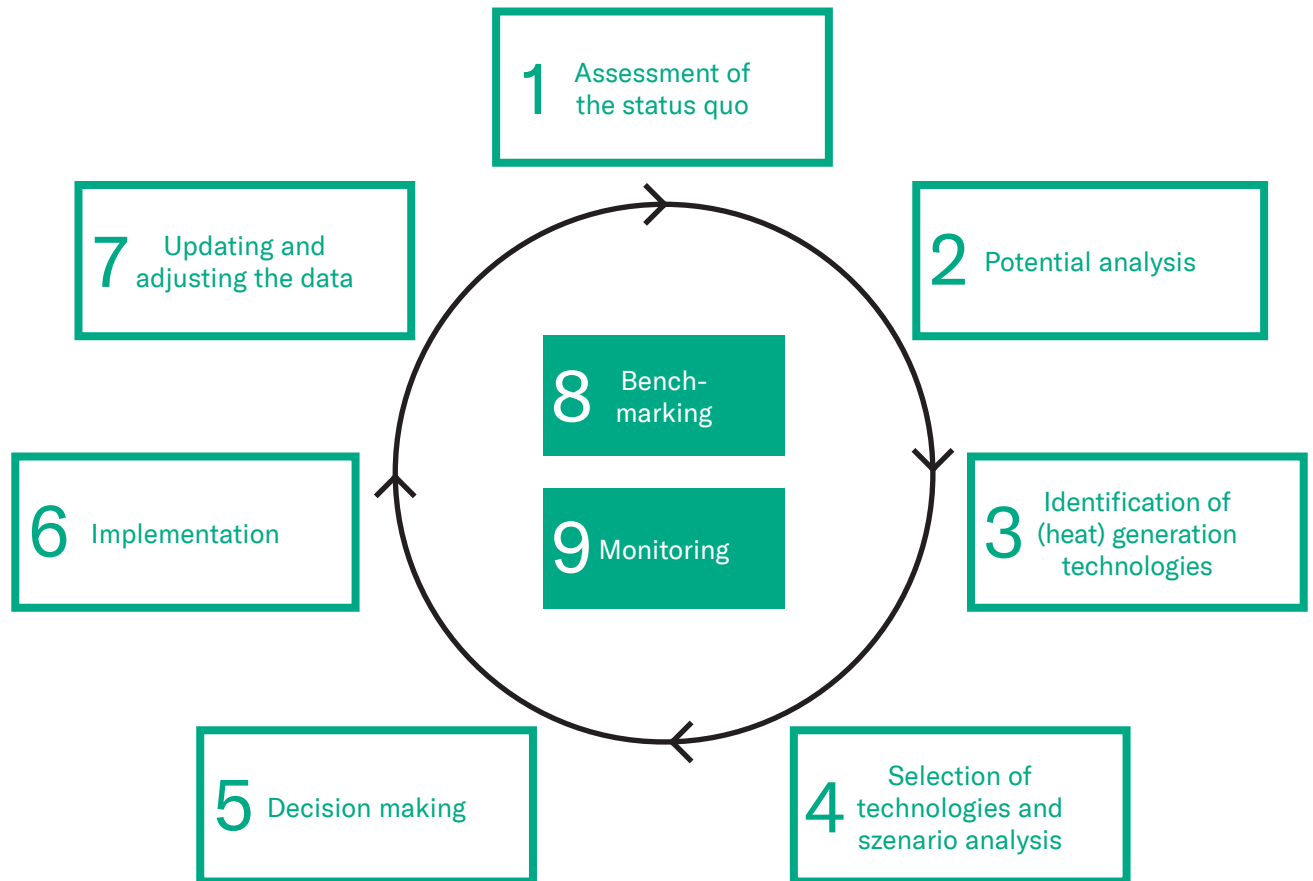 1 Assessment of
the status quo
2 Potential analysis
3 Identification of
(heat) generation
technologies
4 Selection of
technologies and
szenario analysis
5 Decision making
6 Implementation
7 Updating and
adjusting the data
8 Bench-
marking
9 Monitoring